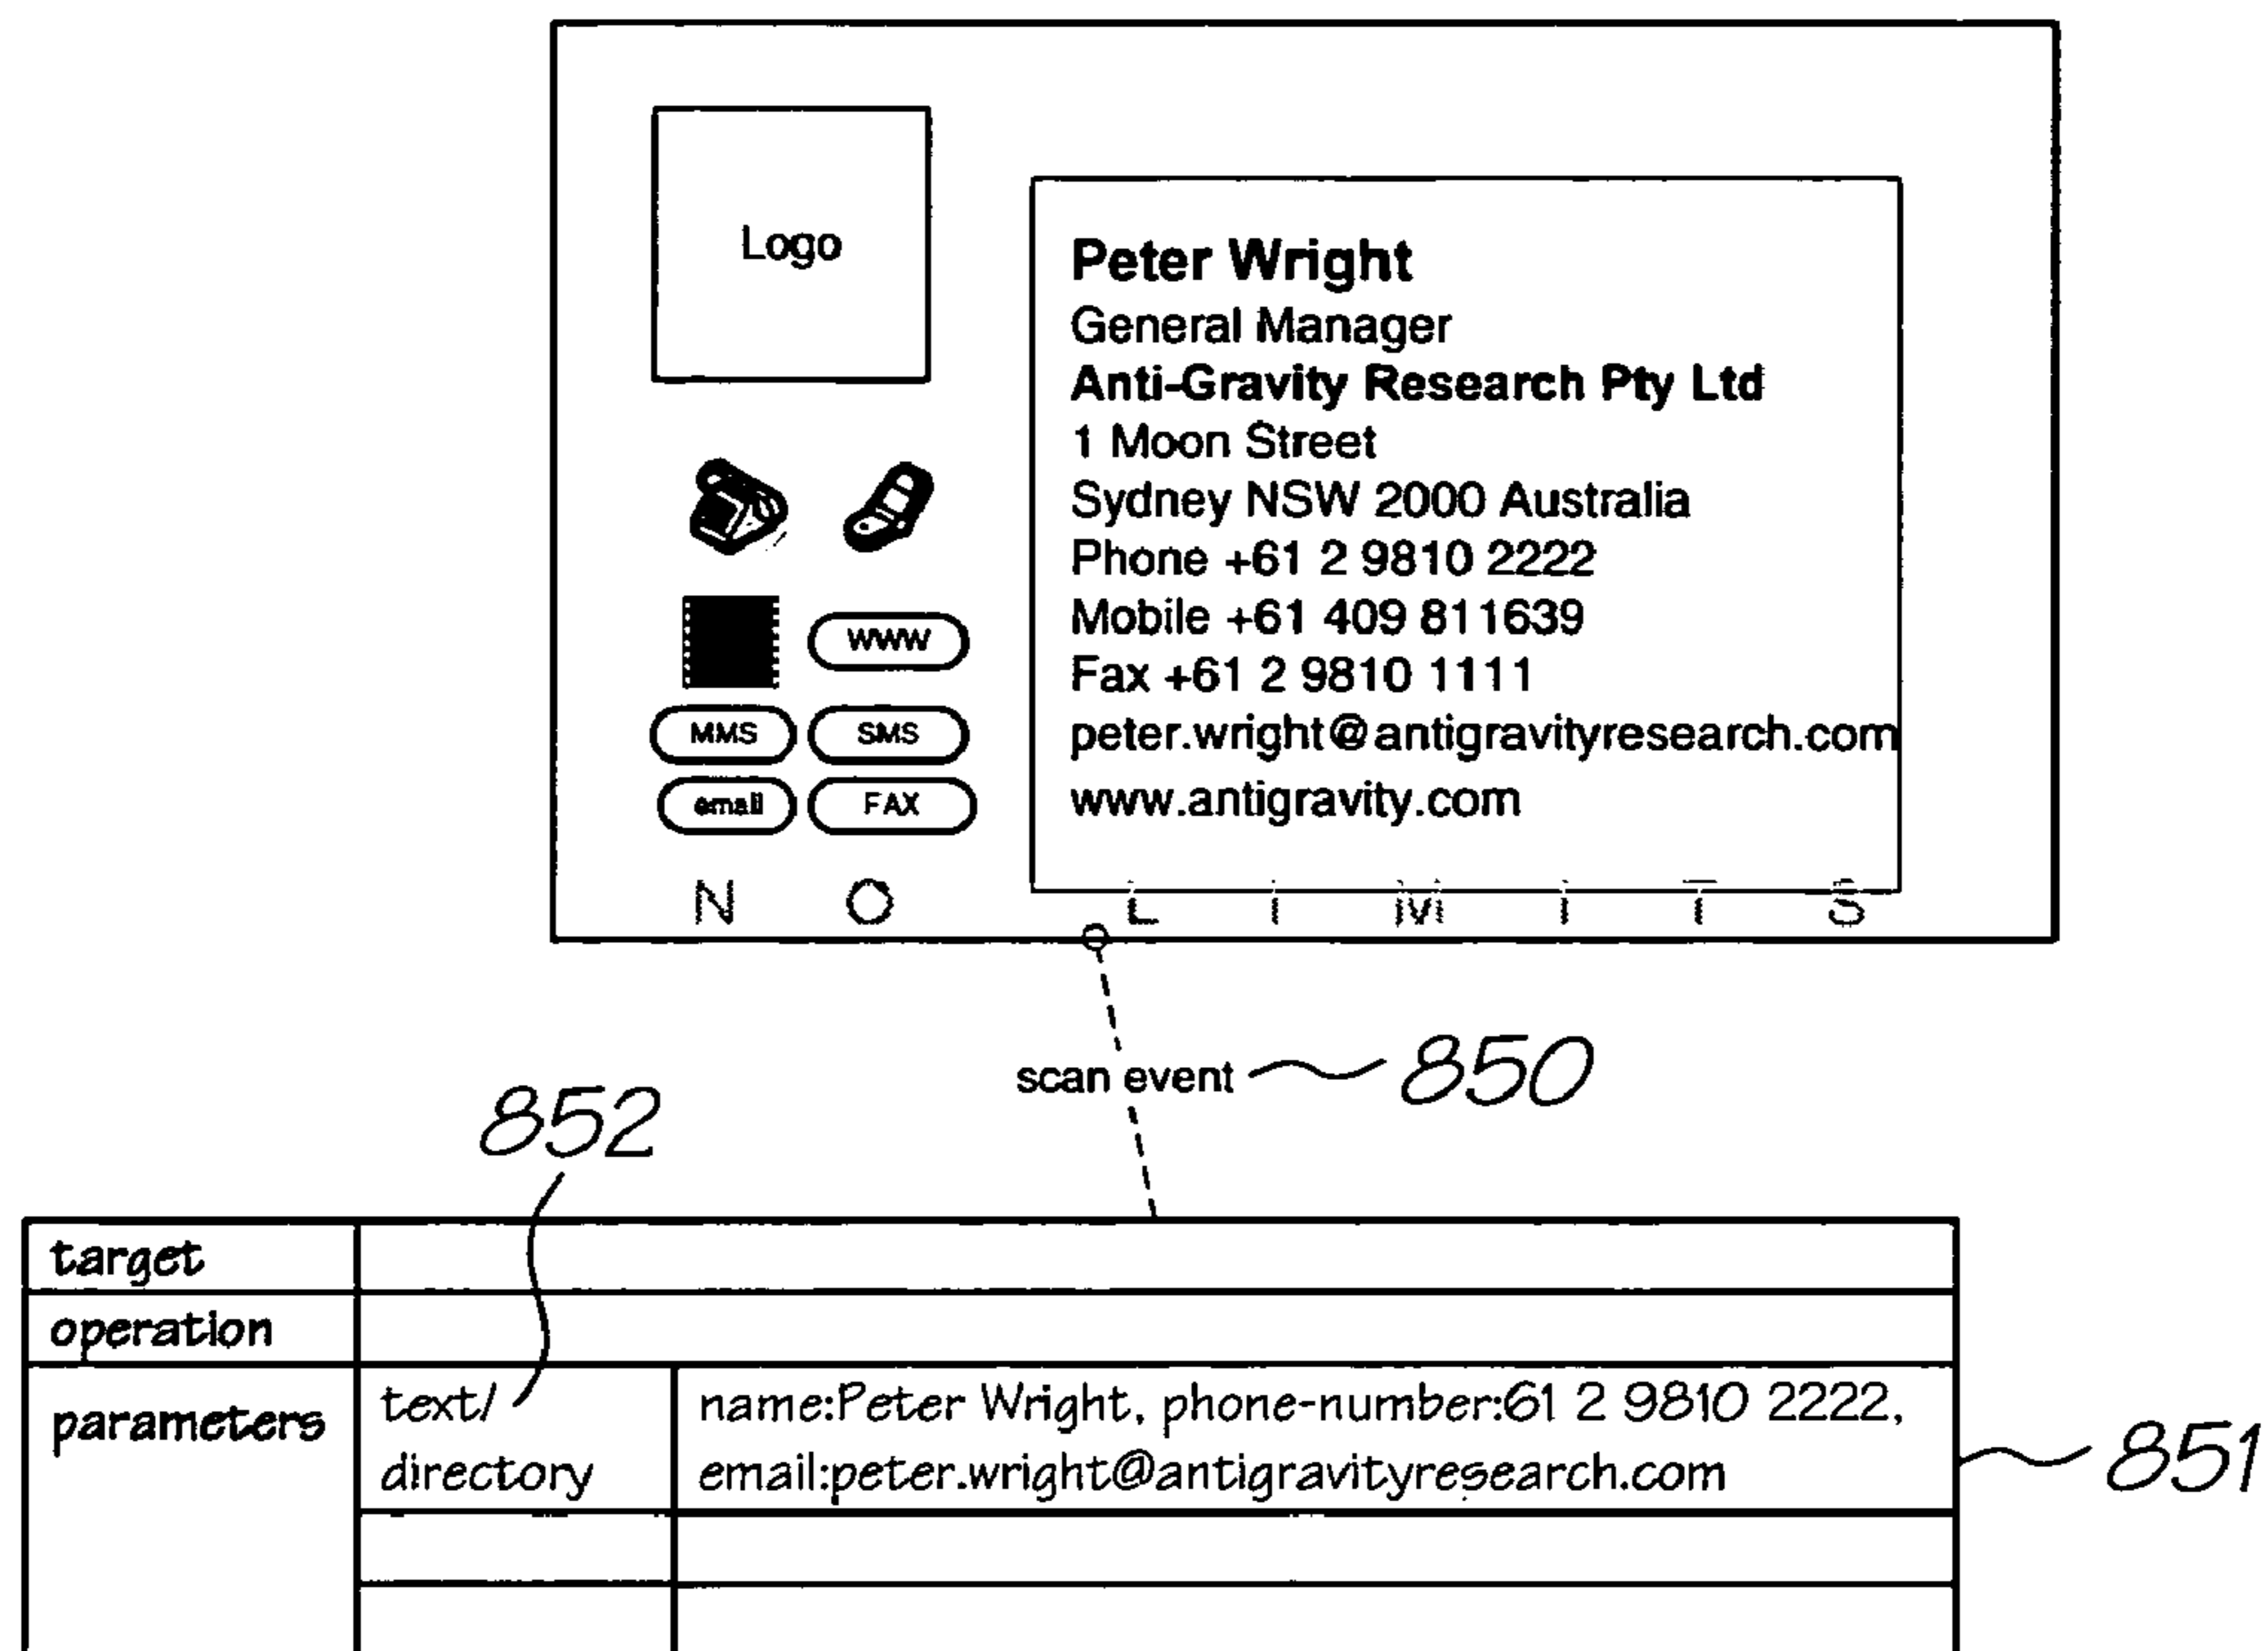 Logo
Peter Wright
General Manager
Anti-Gravity Research Pty Ltd
1 Moon Street
Sydney NSW 2000 Australia
Phone +61 2 9810 2222
Mobile +61 409 811639
Fax +61 2 9810 1111
peter.wright@antigravityresearch.com
www.antigravity.com
WWW
MMS SMS
email FAX
N O L I M I T S
scan event 850
852
target
operation
parameters
text/
directory
name:Peter Wright, phone-number:61 2 9810 2222,
email:peter.wright@antigravityresearch.com
851